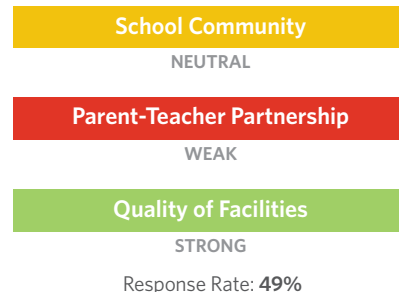 School Community
NEUTRAL
Parent-Teacher Partnership
WEAK
Quality of Facilities
STRONG
Response Rate: 49%